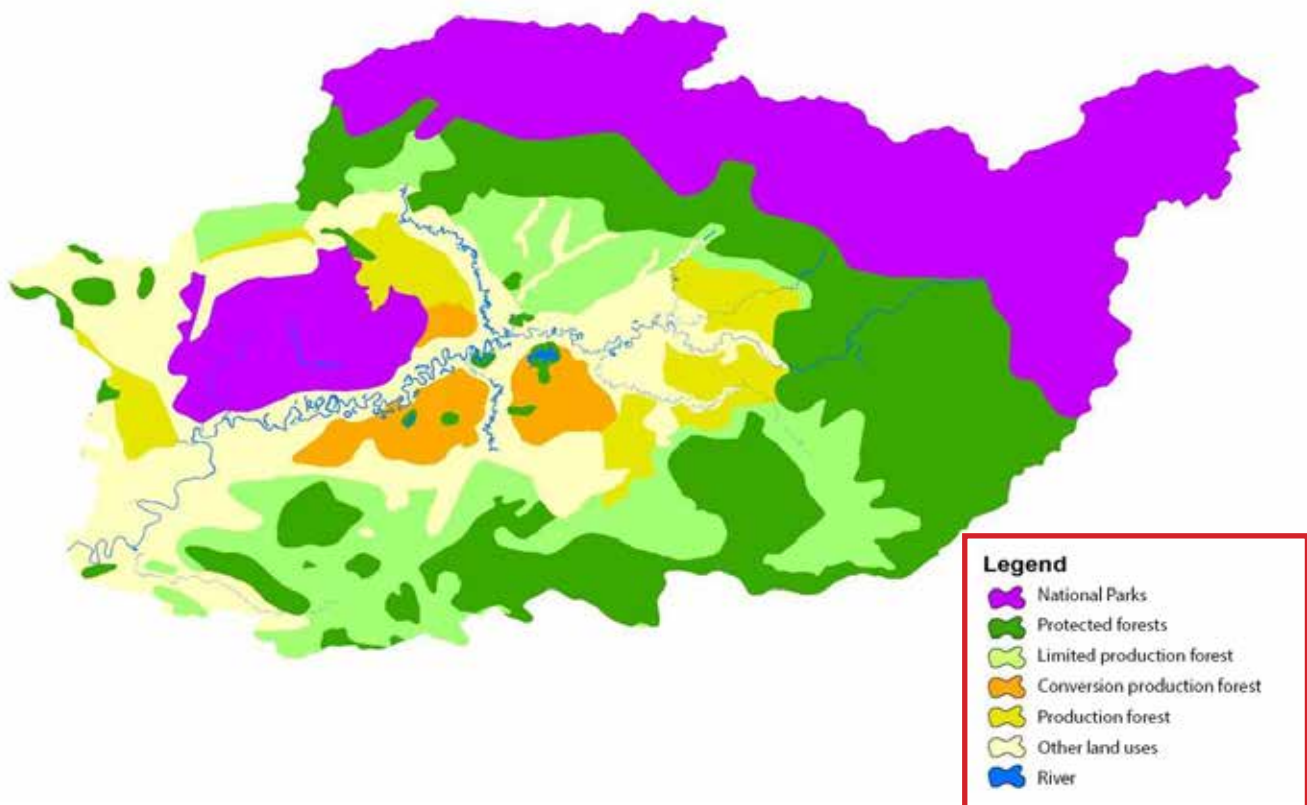 Legend
National Parks
Protected forests
Limited production forest
Conversion production forest
Production forest
Other land uses
River